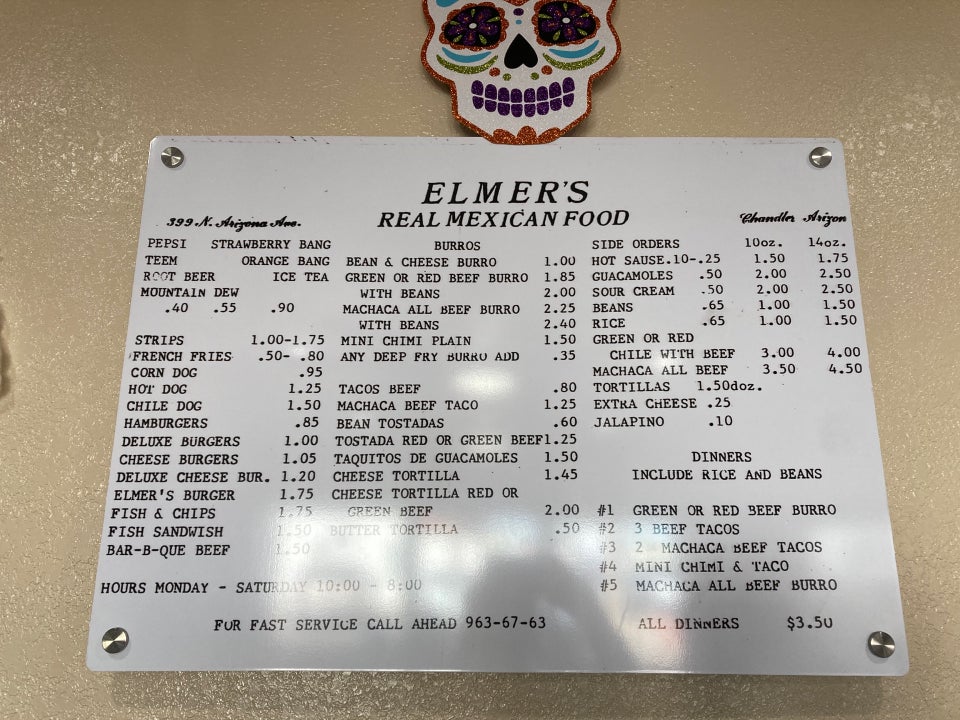 ELMER'S
REAL MEXICAN FOOD
399 N. Arizona Ave.
Chandler Arizon
PEPSI STRAWBERRY BANG
TEEM ORANGE BANG
ROOT BEER ICE TEA
MOUNTAIN DEW
.40 .55 .90
STRIPS 1.00-1.75
FRENCH FRIES .50- .80
CORN DOG .95
HOT DOG 1.25
CHILE DOG 1.50
HAMBURGERS .85
DELUXE BURGERS 1.00
CHEESE BURGERS 1.05
DELUXE CHEESE BUR. 1.20
ELMER'S BURGER 1.75
FISH & CHIPS 1.75
FISH SANDWISH 1.50
BAR-B-QUE BEEF 1.50
BURROS
BEAN & CHEESE BURRO 1.00
GREEN OR RED BEEF BURRO 1.85
WITH BEANS 2.00
MACHACA ALL BEEF BURRO 2.25
WITH BEANS 2.40
MINI CHIMI PLAIN 1.50
ANY DEEP FRY BURRO ADD .35
TACOS BEEF .80
MACHACA BEEF TACO 1.25
BEAN TOSTADAS .60
TOSTADA RED OR GREEN BEEF1.25
TAQUITOS DE GUACAMOLES 1.50
CHEESE TORTILLA 1.45
CHEESE TORTILLA RED OR
GREEN BEEF 2.00
BUTTER TORTILLA .50
SIDE ORDERS 10oz. 14oz.
HOT SAUSE.10-.25 1.50 1.75
GUACAMOLES .50 2.00 2.50
SOUR CREAM .50 2.00 2.50
BEANS .65 1.00 1.50
RICE .65 1.00 1.50
GREEN OR RED
CHILE WITH BEEF 3.00 4.00
MACHACA ALL BEEF 3.50 4.50
TORTILLAS 1.50doz.
EXTRA CHEESE .25
JALAPINO .10
DINNERS
INCLUDE RICE AND BEANS
#1 GREEN OR RED BEEF BURRO
#2 3 BEEF TACOS
#3 2 MACHACA BEEF TACOS
#4 MINI CHIMI & TACO
#5 MACHACA ALL BEEF BURRO
ALL DINNERS $3.50
HOURS MONDAY - SATURDAY 10:00 - 8:00
FOR FAST SERVICE CALL AHEAD 963-67-63